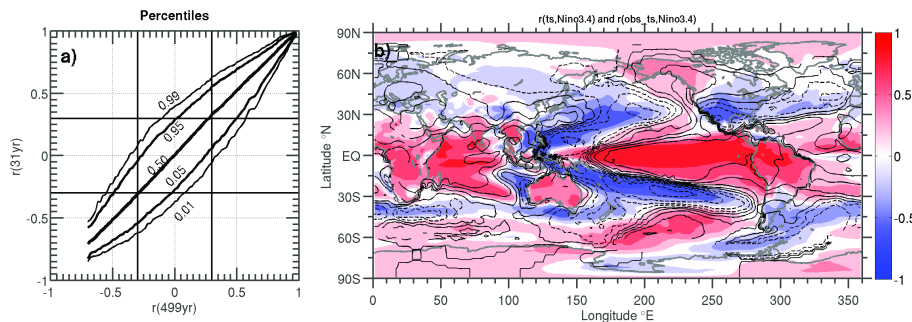 Percentiles
a)
1
0.5
0
-0.5
-1
-1
-0.5
0
0.5
1
r(31yr)
r(499yr)
0.99
0.95
0.50
0.05
0.01
r(ts,Nino3.4) and r(obs_ts,Nino3.4)
b)
90N
60N
30N
EQ
30S
60S
90S
Latitude °N
0
50
100
150
200
250
300
350
Longitude °E
1
0.5
0
-0.5
-1